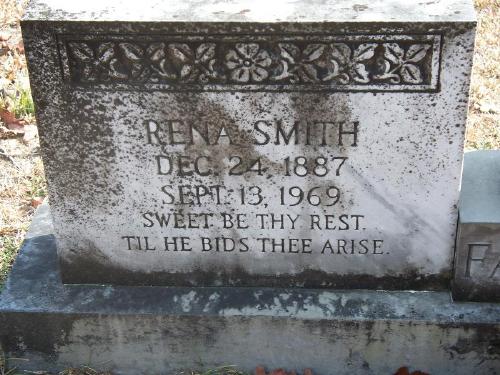 RENA SMITH
DEC. 24, 1887
SEPT. 13, 1969
SWEET BE THY REST.
TIL HE BIDS THEE ARISE.